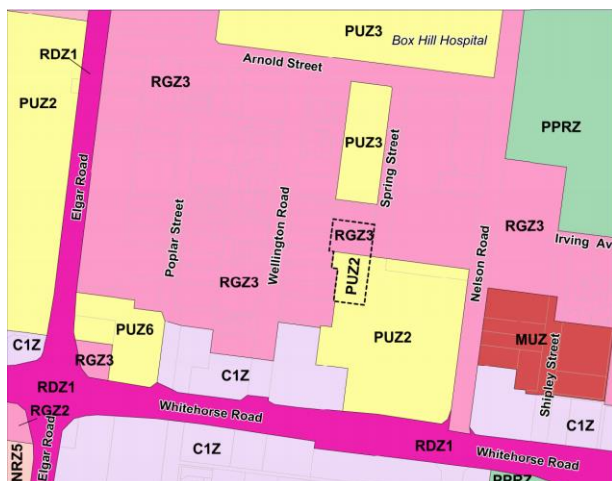 PUZ3
Box Hill Hospital
RDZ1
Arnold Street
RGZ3
PUZ2
PPRZ
PUZ3
Elgar Road
Spring Street
Poplar Street
Wellington Road
RGZ3
RGZ3
Irving Av
Nelson Road
RGZ3
PUZ2
PUZ6
PUZ2
MUZ
Shipley Street
C1Z
RGZ3
C1Z
RDZ1
Whitehorse Road
C1Z
RGZ2
Elgar Road
C1Z
RDZ1
Whitehorse Road
NRZ5
PPRZ